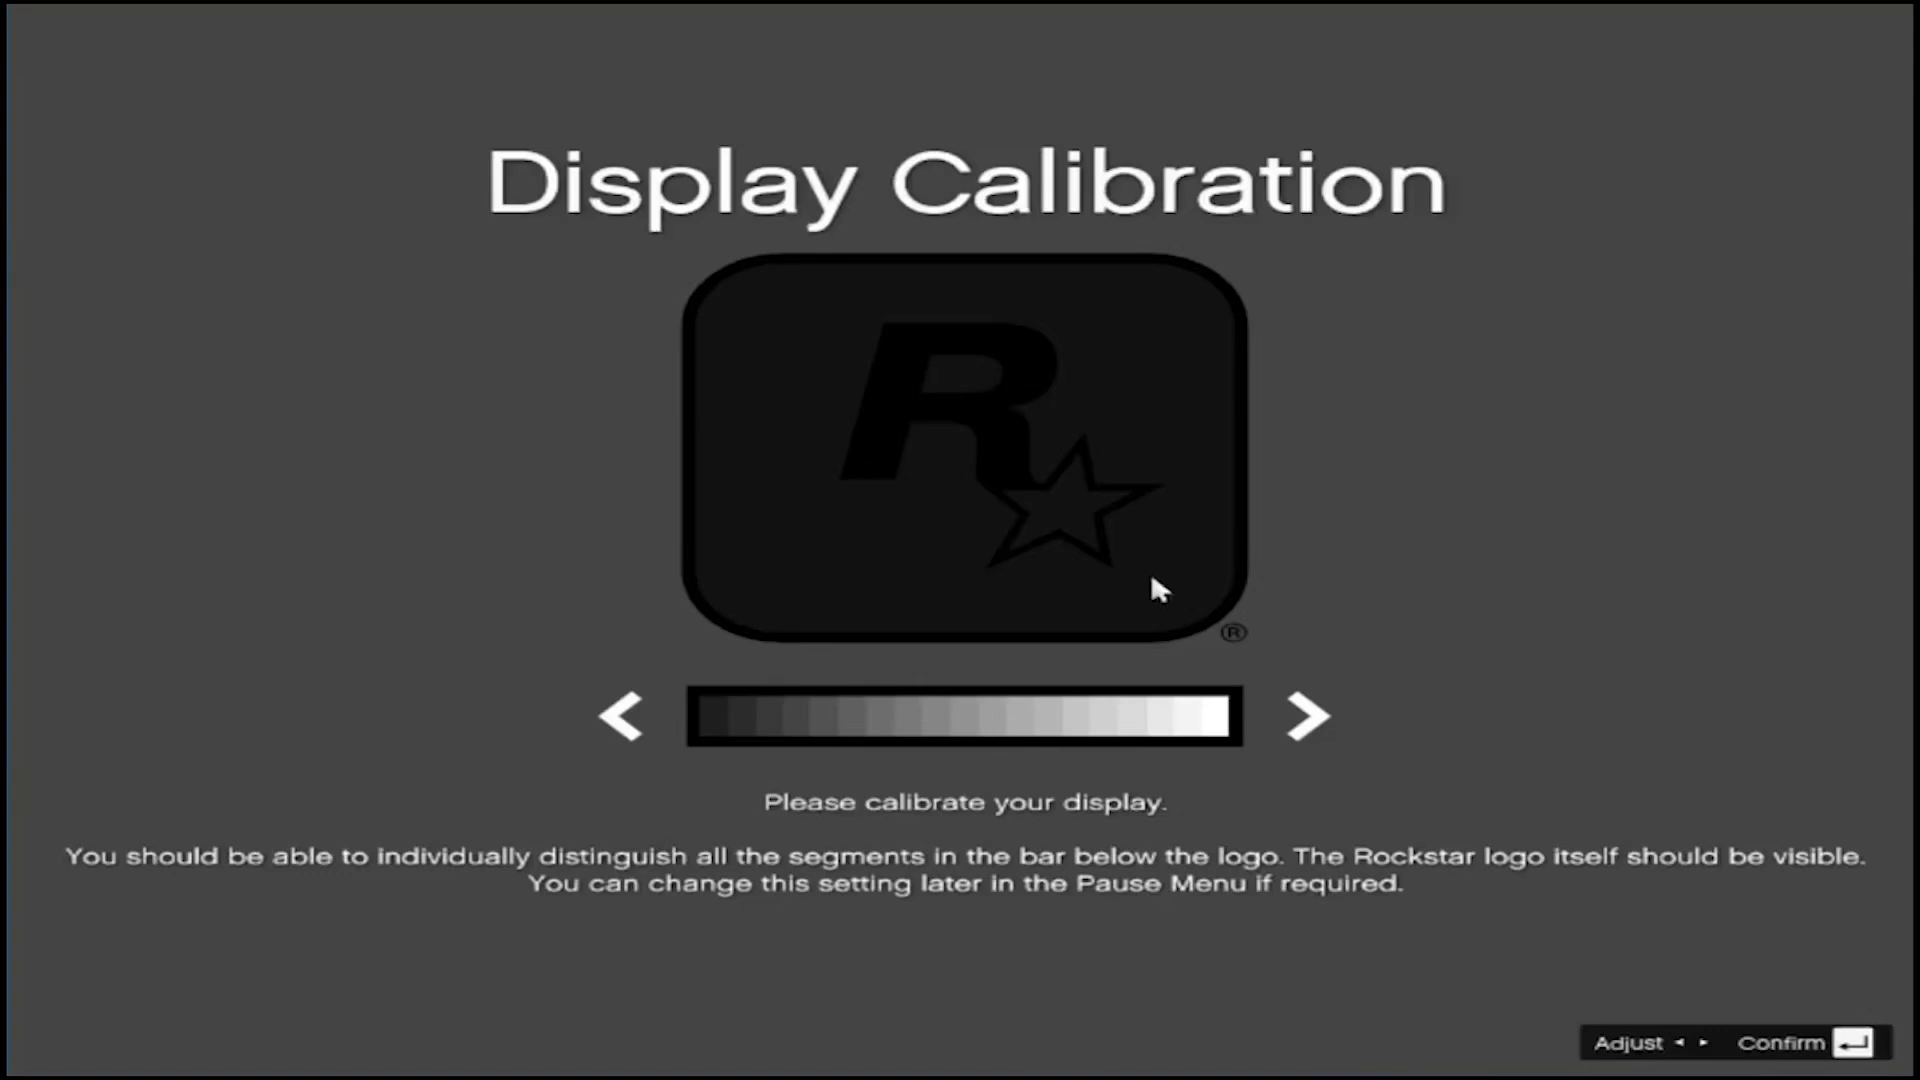 Display Calibration
R
®
Please calibrate your display.
You should be able to individually distinguish all the segments in the bar below the logo. The Rockstar logo itself should be visible.
You can change this setting later in the Pause Menu if required.
Adjust Confirm